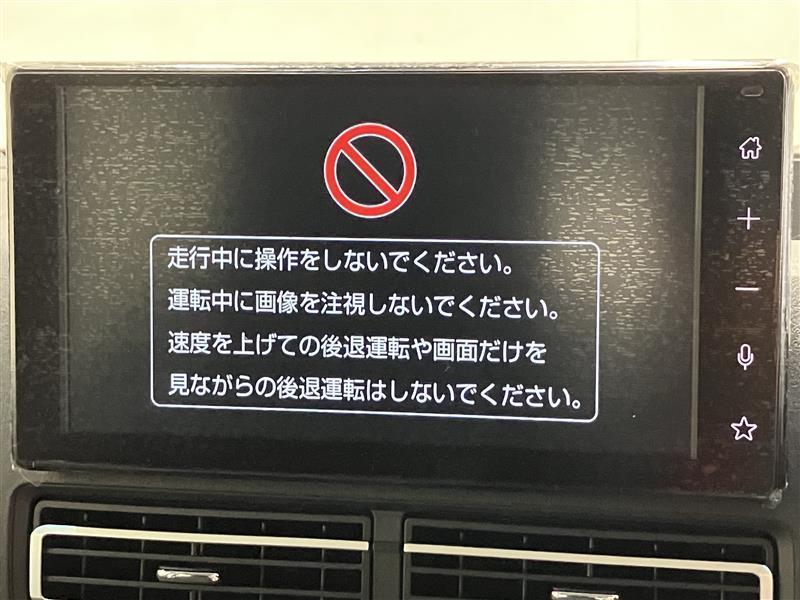 走行中に操作をしないでください。
運転中に画像を注視しないでください。
速度を上げての後退運転や画面だけを
見ながらの後退運転はしないでください。